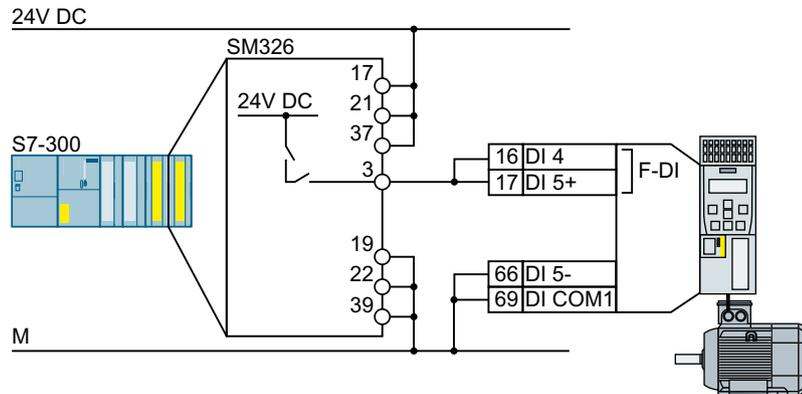 24V DC
SM326
17
24V DC
21
37
S7-300
3
16 DI 4
17 DI 5+
F-DI
19
22
66 DI 5-
39
69 DI COM1
M